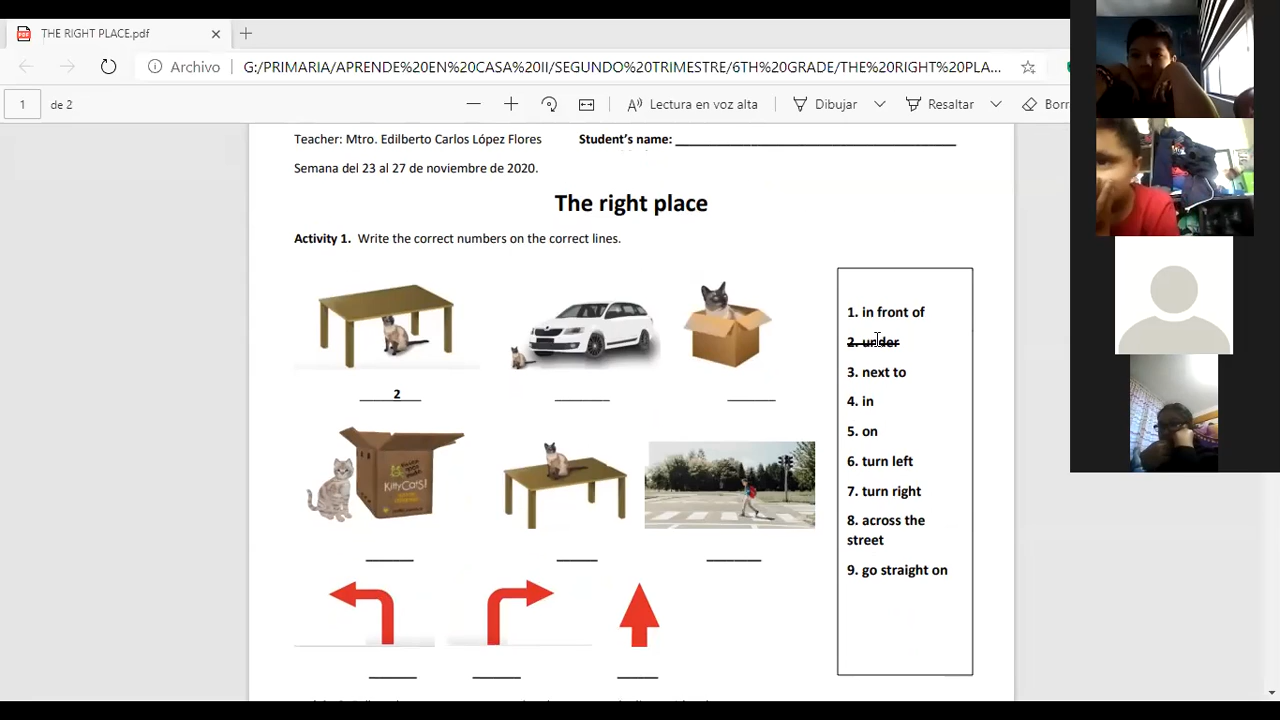 THE RIGHT PLACE.pdf
Archivo G:/PRIMARIA/APRENDE%20EN%20CASA%20II/SEGUNDO%20TRIMESTRE/6TH%20GRADE/THE%20RIGHT%20PLA...
1 de 2 Lectura en voz alta Dibujar Resaltar Borr
Teacher: Mtro. Edilberto Carlos López Flores Student's name: ___
Semana del 23 al 27 de noviembre de 2020.
The right place
Activity 1. Write the correct numbers on the correct lines.
2
KittyCats!
1. in front of
2. under
3. next to
4. in
5. on
6. turn left
7. turn right
8. across the
street
9. go straight on